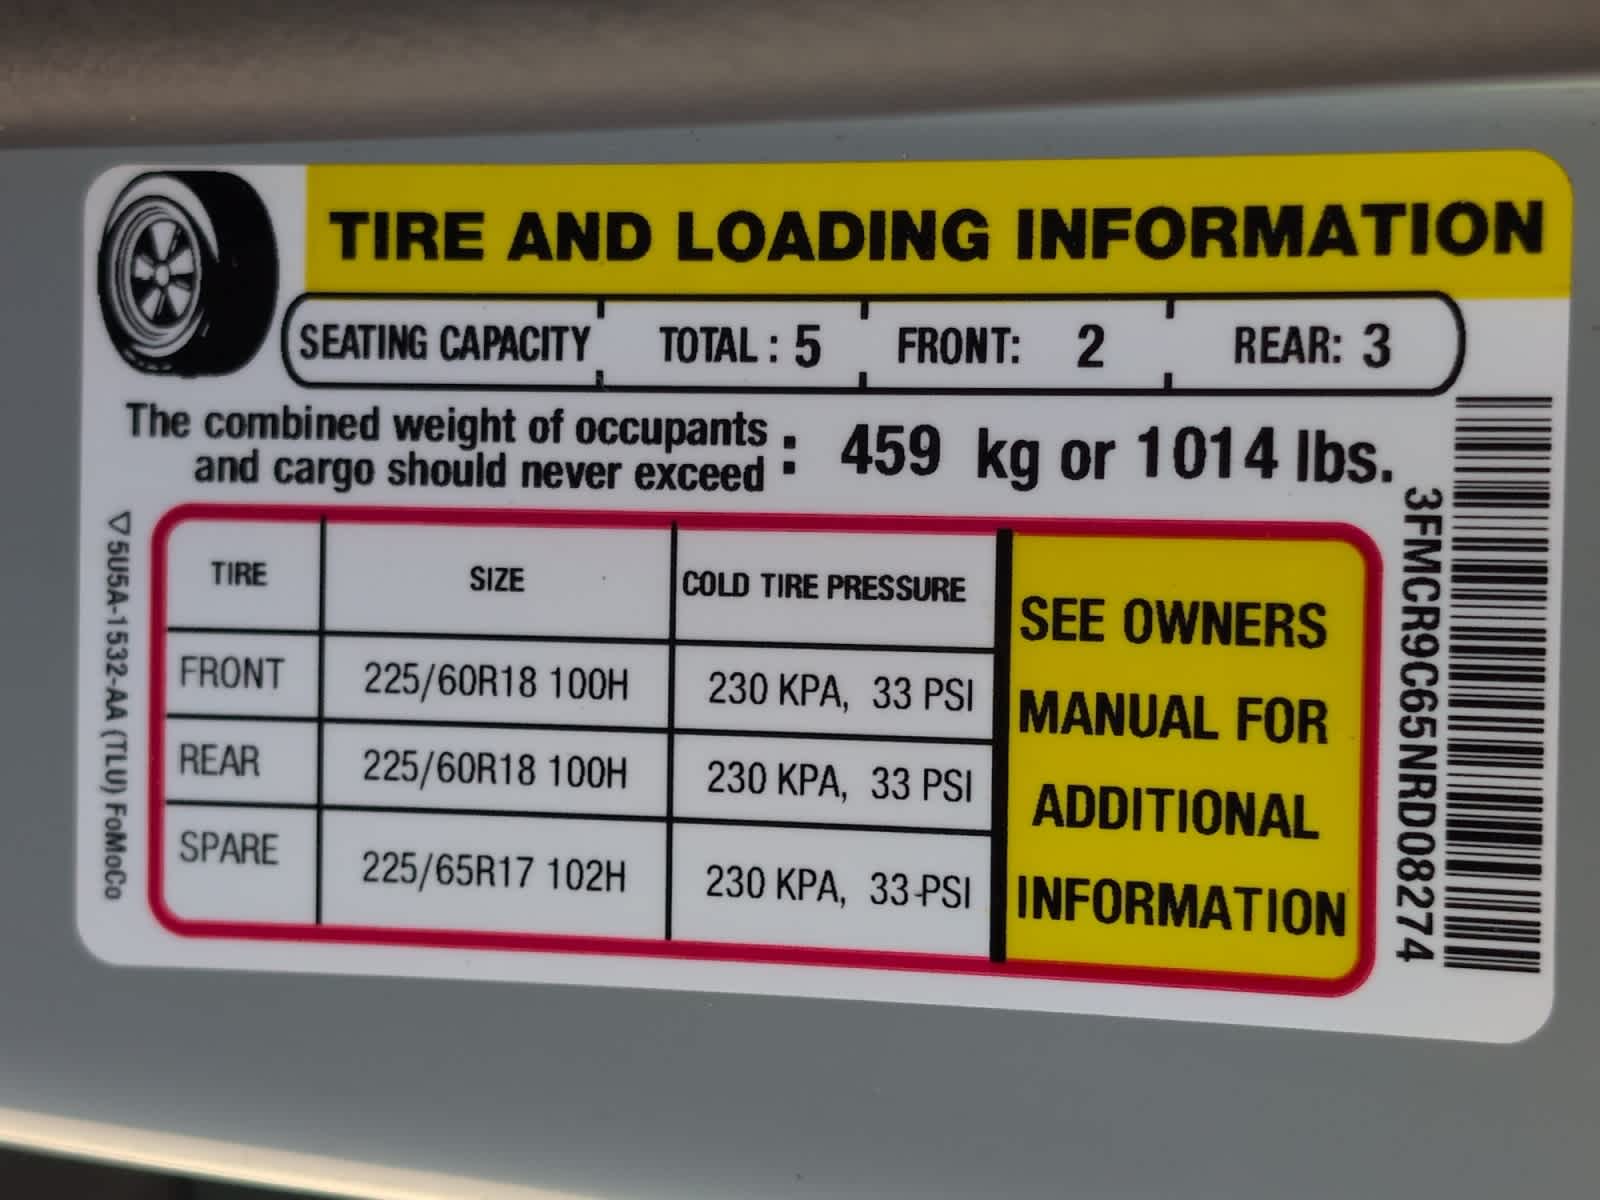 TIRE AND LOADING INFORMATION
SEATING CAPACITY TOTAL : 5 FRONT: 2 REAR: 3
The combined weight of occupants
and cargo should never exceed : 459 kg or 1014 lbs.
TIRE SIZE COLD TIRE PRESSURE
FRONT 225/60R18 100H 230 KPA, 33 PSI
REAR 225/60R18 100H 230 KPA, 33 PSI
SPARE 225/65R17 102H 230 KPA, 33 PSI
SEE OWNERS
MANUAL FOR
ADDITIONAL
INFORMATION
▽5U5A-1532-AA (TLU) FoMoCo
3FMCR9C65NRD08274